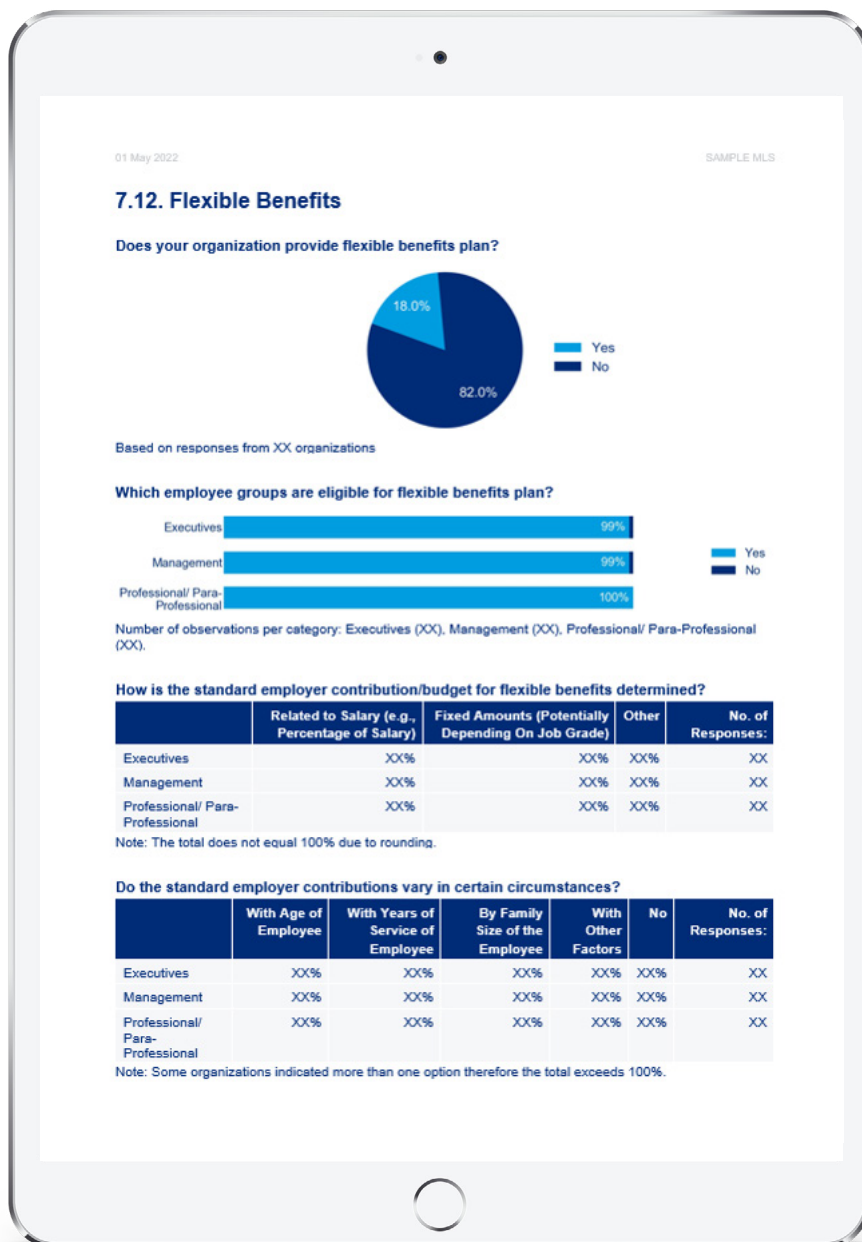 01 May 2022 SAMPLE MLS
7.12. Flexible Benefits
Does your organization provide flexible benefits plan?
18.0%
82.0%
Yes
No
Based on responses from XX organizations
Which employee groups are eligible for flexible benefits plan?
Executives 99%
Management 99%
Professional/ Para-
Professional 100%
Yes
No
Number of observations per category: Executives (XX), Management (XX), Professional/ Para-Professional
(XX).
How is the standard employer contribution/budget for flexible benefits determined?
Related to Salary (e.g., Fixed Amounts (Potentially Other No. of
Percentage of Salary) Depending On Job Grade) Responses:
Executives XX% XX% XX% XX
Management XX% XX% XX% XX
Professional/ Para- XX% XX% XX% XX
Professional
Note: The total does not equal 100% due to rounding.
Do the standard employer contributions vary in certain circumstances?
With Age of With Years of By Family With No No. of
Employee Service of Size of the Other Responses:
Employee Employee Factors
Executives XX% XX% XX% XX% XX% XX
Management XX% XX% XX% XX% XX% XX
Professional/ XX% XX% XX% XX% XX% XX
Para-
Professional
Note: Some organizations indicated more than one option therefore the total exceeds 100%.